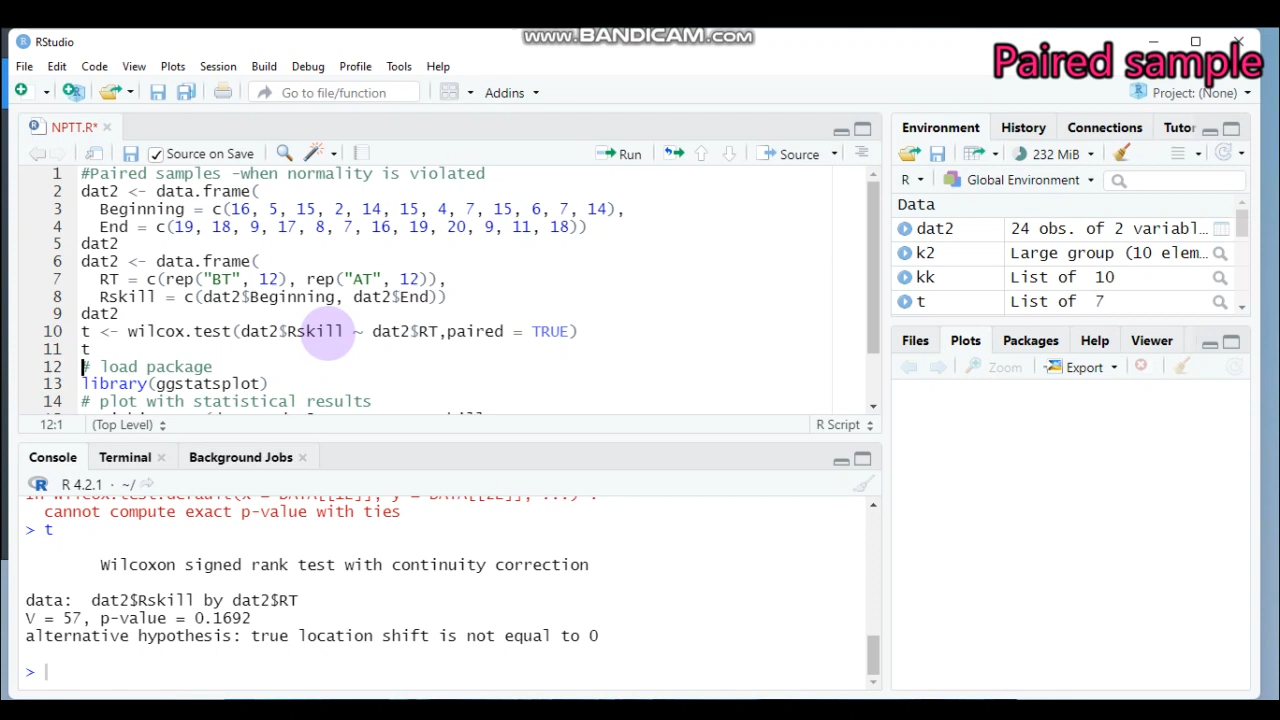 www.BANDICAM.com
RStudio
Paired sample
File Edit Code View Plots Session Build Debug Profile Tools Help
Go to file/function Addins Project: (None)
NPTT.R*
Source on Save Run Source
1 #Paired samples -when normality is violated
2 dat2 <- data.frame(
3 Beginning = c(16, 5, 15, 2, 14, 15, 4, 7, 15, 6, 7, 14),
4 End = c(19, 18, 9, 17, 8, 7, 16, 19, 20, 9, 11, 18))
5 dat2
6 dat2 <- data.frame(
7 RT = c(rep("BT", 12), rep("AT", 12)),
8 Rskill = c(dat2$Beginning, dat2$End))
9 dat2
10 t <- wilcox.test(dat2$Rskill ~ dat2$RT,paired = TRUE)
11 t
12 # load package
13 library(ggstatsplot)
14 # plot with statistical results
12:1 (Top Level) R Script
Console Terminal Background Jobs
R 4.2.1 · ~/
In wilcox.test.default(x = DATA[[1L]], y = DATA[[2L]], ...) :
cannot compute exact p-value with ties
> t
Wilcoxon signed rank test with continuity correction
data: dat2$Rskill by dat2$RT
V = 57, p-value = 0.1692
alternative hypothesis: true location shift is not equal to 0
>
Environment History Connections Tutor
232 MiB
R Global Environment
Data
dat2 24 obs. of 2 variabl…
k2 Large group (10 elem…
kk List of 10
t List of 7
Files Plots Packages Help Viewer
Zoom Export